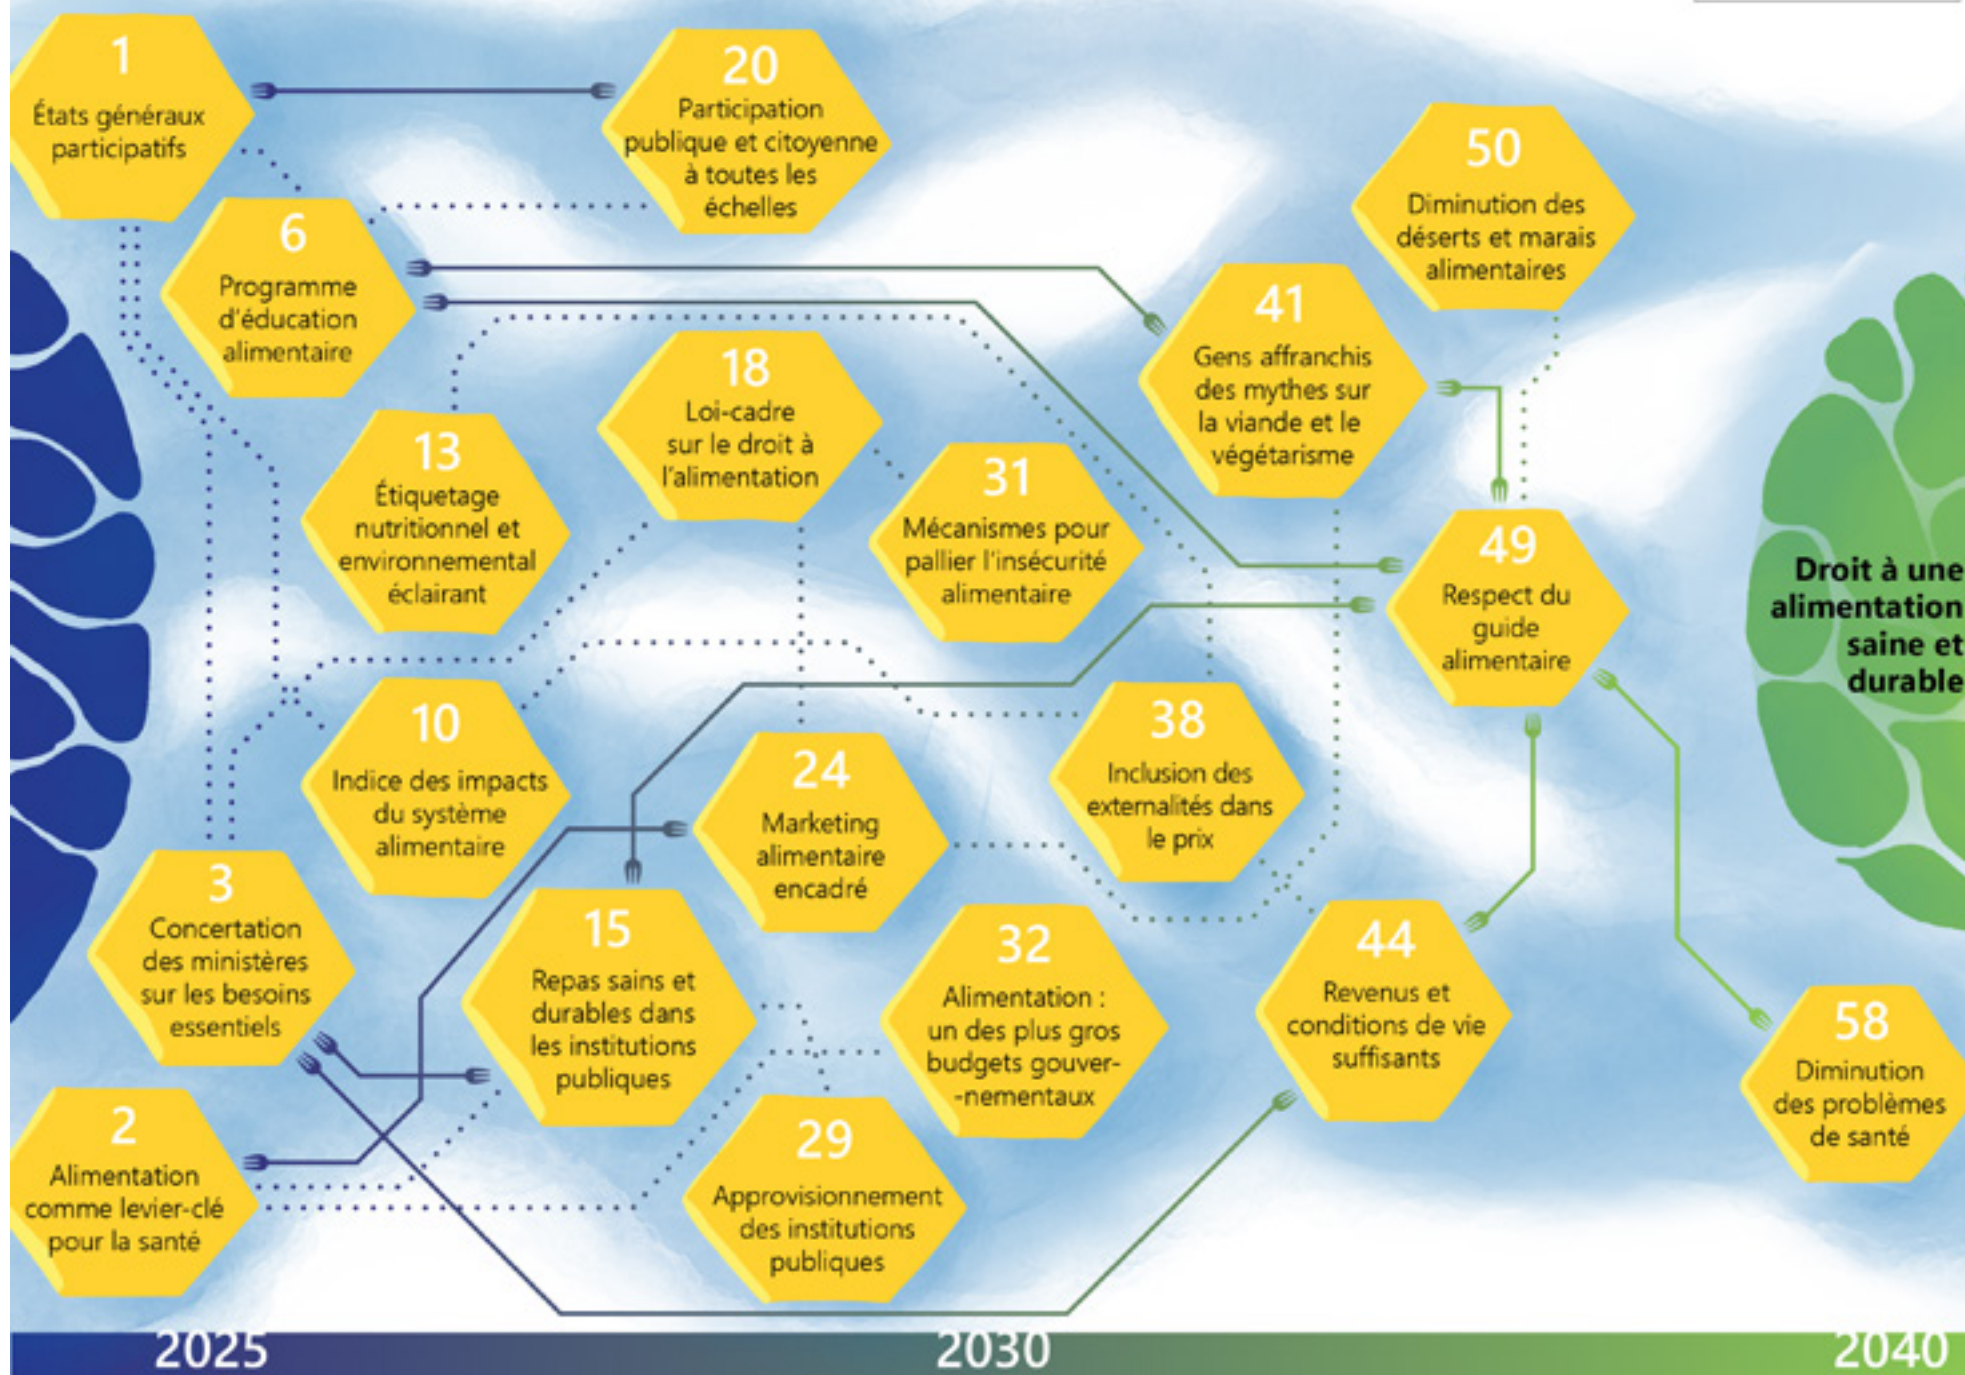 1
États généraux
participatifs
20
Participation
publique et citoyenne
à toutes les
échelles
50
Diminution des
déserts et marais
alimentaires
6
Programme
d'éducation
alimentaire
41
Gens affranchis
des mythes sur
la viande et le
végétarisme
18
Loi-cadre
sur le droit à
l'alimentation
13
Étiquetage
nutritionnel et
environnemental
éclairant
31
Mécanismes pour
pallier l'insécurité
alimentaire
49
Respect du
guide
alimentaire
Droit à une
alimentation
saine et
durable
10
Indice des impacts
du système
alimentaire
24
Marketing
alimentaire
encadré
38
Inclusion des
externalités dans
le prix
3
Concertation
des ministères
sur les besoins
essentiels
15
Repas sains et
durables dans
les institutions
publiques
32
Alimentation :
un des plus gros
budgets gouver-
-nementaux
44
Revenus et
conditions de vie
suffisants
58
Diminution
des problèmes
de santé
2
Alimentation
comme levier-clé
pour la santé
29
Approvisionnement
des institutions
publiques
2025
2030
2040